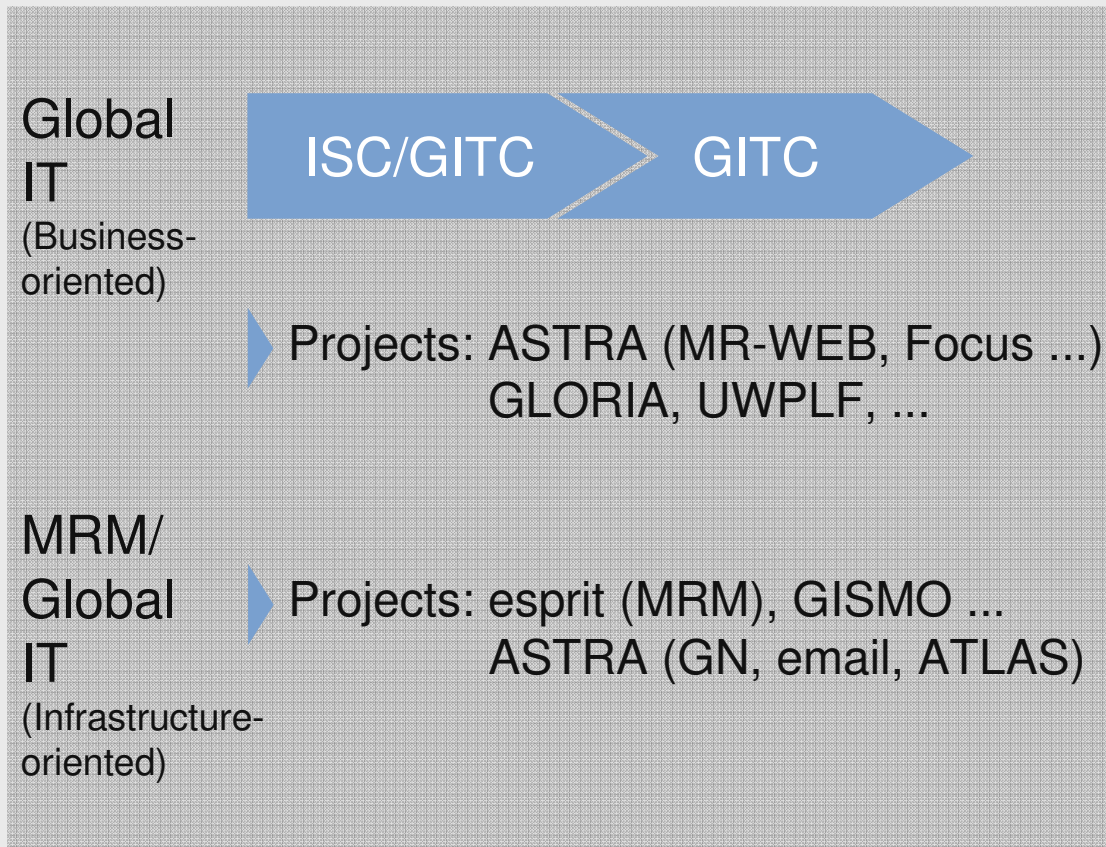 Global
IT
(Business-
oriented)
ISC/GITC
GITC
Projects: ASTRA (MR-WEB, Focus ...)
GLORIA, UWPLF, ...
MRM/
Global
IT
(Infrastructure-
oriented)
Projects: esprit (MRM), GISMO ...
ASTRA (GN, email, ATLAS)